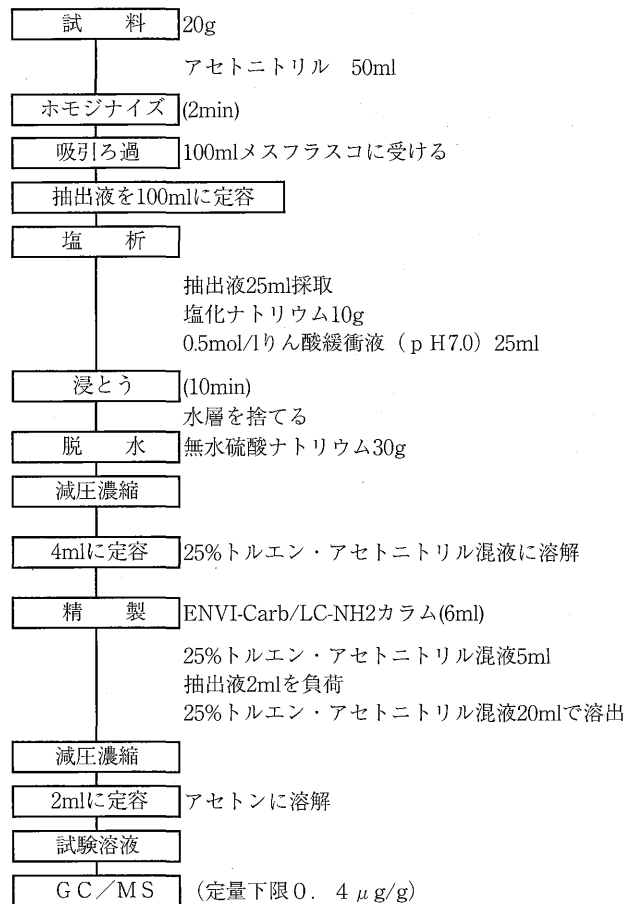 試　料 20g
アセトニトリル　50ml
ホモジナイズ (2min)
吸引ろ過 100mlメスフラスコに受ける
抽出液を100mlに定容
塩　析
抽出液25ml採取
塩化ナトリウム10g
0.5mol/lりん酸緩衝液（ｐH7.0）25ml
浸とう (10min)
水層を捨てる
脱　水 無水硫酸ナトリウム30g
減圧濃縮
4mlに定容 25%トルエン・アセトニトリル混液に溶解
精　製 ENVI-Carb/LC-NH2カラム(6ml)
25%トルエン・アセトニトリル混液5ml
抽出液2mlを負荷
25%トルエン・アセトニトリル混液20mlで溶出
減圧濃縮
2mlに定容 アセトンに溶解
試験溶液
ＧＣ／ＭＳ （定量下限０．４μg/g）